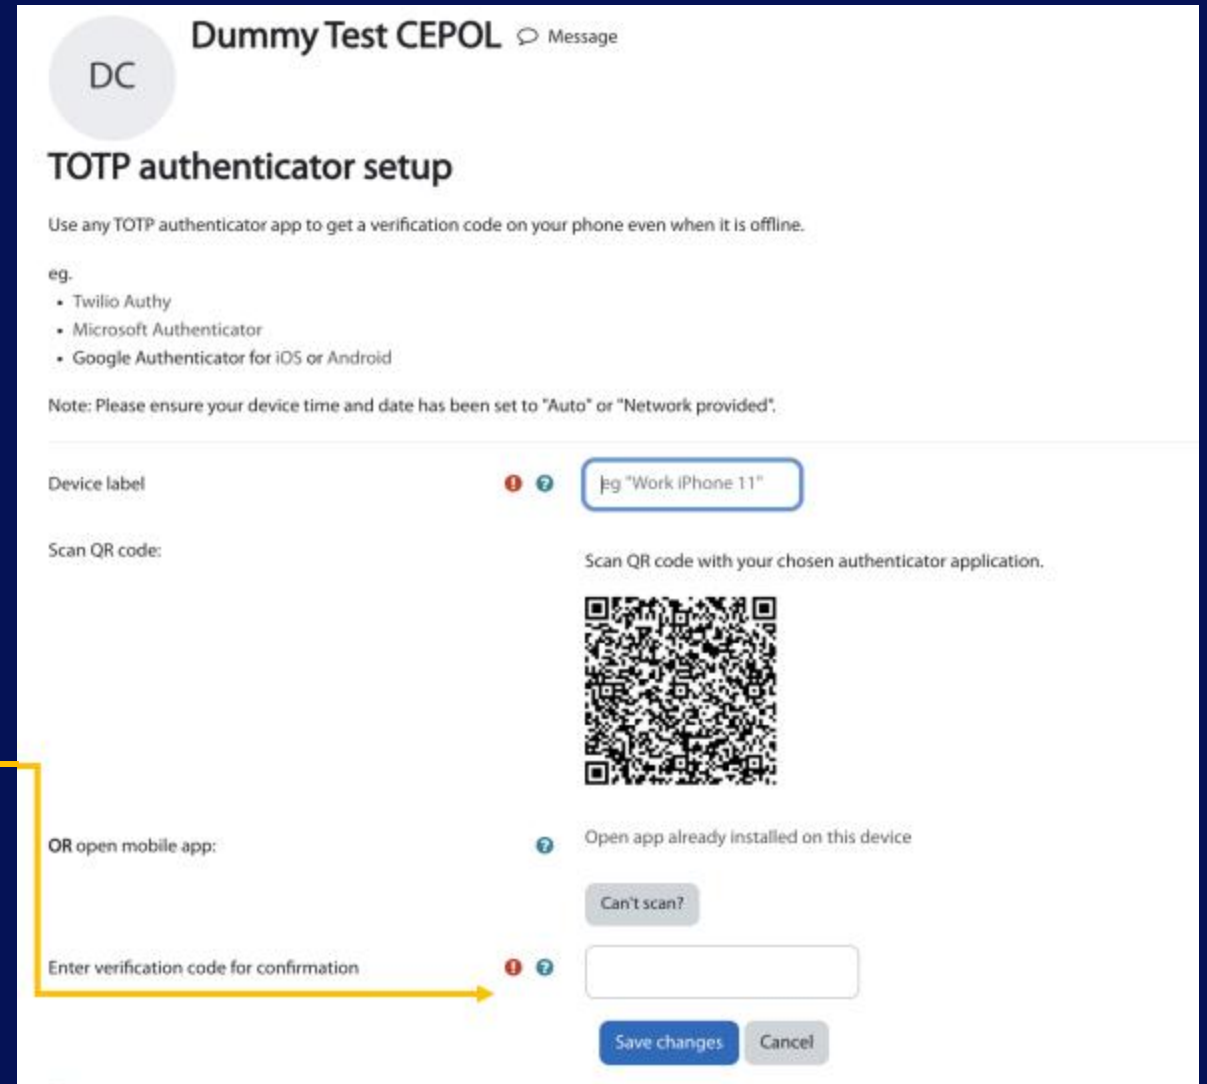 Dummy Test CEPOL Message
DC
TOTP authenticator setup
Use any TOTP authenticator app to get a verification code on your phone even when it is offline.
eg.
• Twilio Authy
• Microsoft Authenticator
• Google Authenticator for iOS or Android
Note: Please ensure your device time and date has been set to "Auto" or "Network provided".
Device label
eg "Work iPhone 11"
Scan QR code:
Scan QR code with your chosen authenticator application.
OR open mobile app:
Open app already installed on this device
Can't scan?
Enter verification code for confirmation
Save changes
Cancel